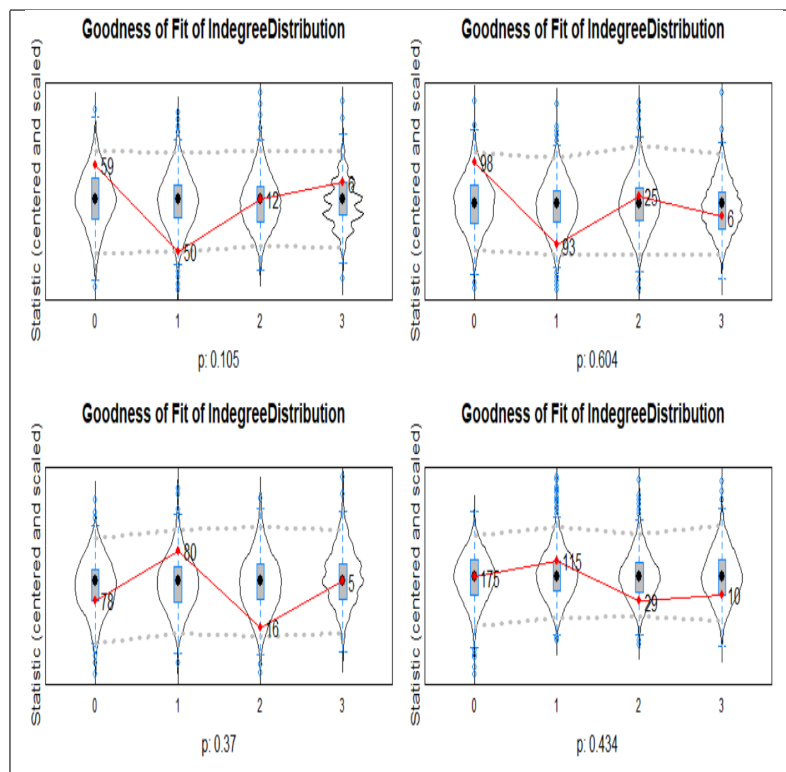 Goodness of Fit of IndegreeDistribution
Statistic (centered and scaled)
59
50
12
6
0 1 2 3
p: 0.105
Goodness of Fit of IndegreeDistribution
Statistic (centered and scaled)
98
93
25
6
0 1 2 3
p: 0.604
Goodness of Fit of IndegreeDistribution
Statistic (centered and scaled)
78
80
16
5
0 1 2 3
p: 0.37
Goodness of Fit of IndegreeDistribution
Statistic (centered and scaled)
175
115
29
10
0 1 2 3
p: 0.434